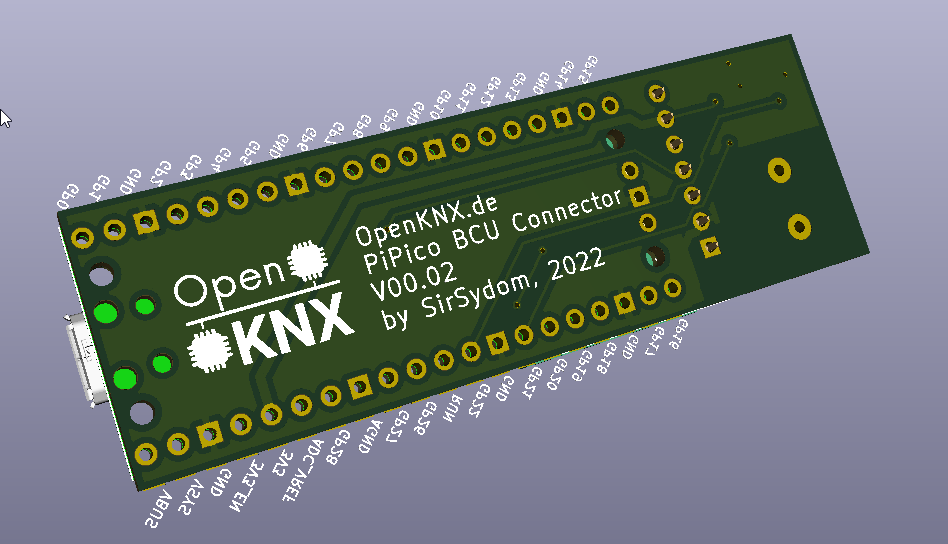 GP0
GP1
GND
GP2
GP3
GP4
GP5
GND
GP6
GP7
GP8
GP9
GND
GP10
GP11
GP12
GP13
GND
GP14
GP15
OpenKNX.de
PiPico BCU Connector
V00.02
by SirSydom, 2022
Open
KNX
VBUS
VSYS
GND
3V3_EN
3V3
ADC_VREF
GP28
AGND
GP27
GP26
RUN
GP22
GND
GP21
GP20
GP19
GP18
GND
GP17
GP16